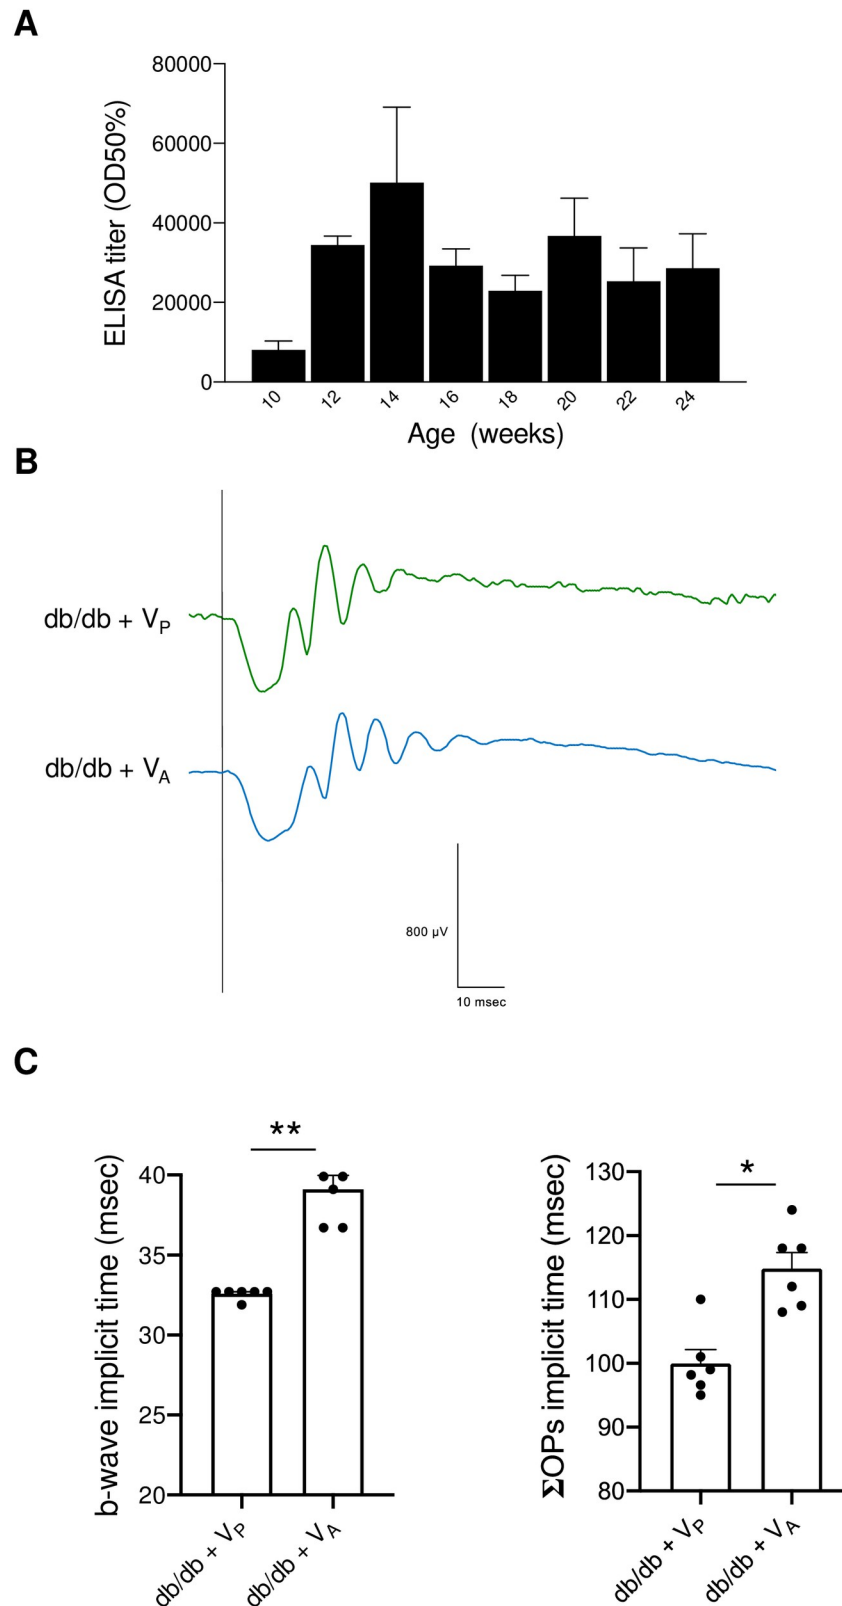 A
80000
60000
40000
20000
0
ELISA titer (OD50%)
10 12 14 16 18 20 22 24
Age (weeks)
B
db/db + VP
db/db + VA
800 µV
10 msec
C
**
40
35
30
25
20
b-wave implicit time (msec)
db/db + VP
db/db + VA
*
130
120
110
100
90
80
ΣOPs implicit time (msec)
db/db + VP
db/db + VA